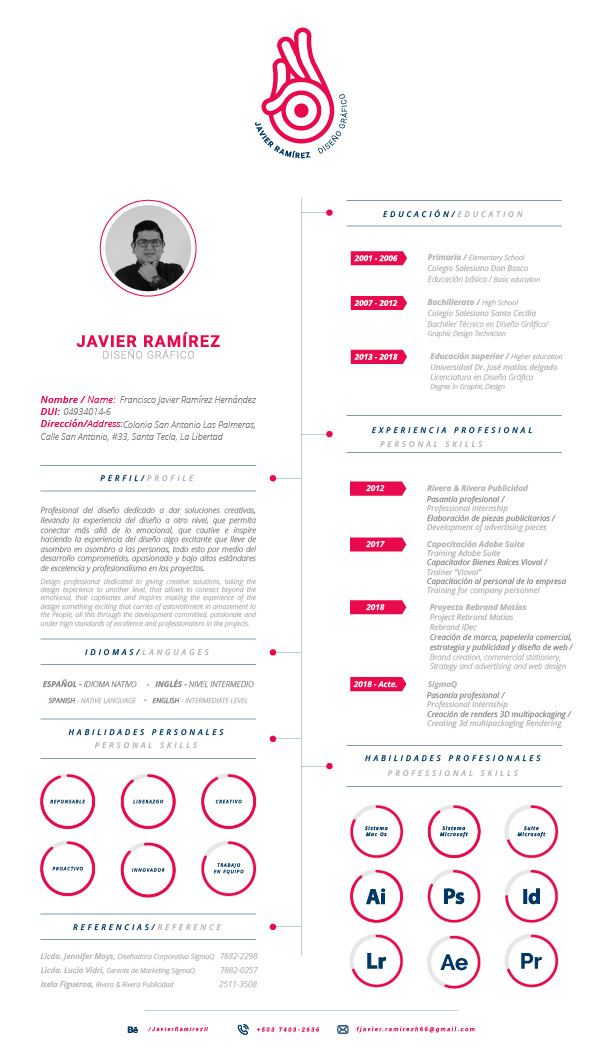 JAVIER RAMÍREZ DISEÑO GRÁFICO
JAVIER RAMÍREZ
DISEÑO GRÁFICO
Nombre / Name: Francisco Javier Ramírez Hernández
DUI: 04934014-6
Dirección/Address:Colonia San Antonio Las Palmeras,
Calle San Antonio, #33, Santa Tecla, La Libertad
PERFIL/PROFILE
Profesional del diseño dedicado a dar soluciones creativas,
llevando la experiencia del diseño a otro nivel, que permita
conectar más allá de lo emocional, que cautive e inspire
haciendo la experiencia del diseño algo excitante que lleve de
asombro en asombro a las personas, todo esto por medio del
desarrollo comprometido, apasionado y bajo altos estándares
de excelencia y profesionalismo en los proyectos.
Design professional dedicated to giving creative solutions, taking the
design experience to another level, that allows to connect beyond the
emotional, that captivates and inspires making the experience of the
design something exciting that carries of astonishment in amazement to
the People, all this through the development committed, passionate and
under high standards of excellence and professionalism in the projects.
IDIOMAS/LANGUAGES
ESPAÑOL - IDIOMA NATIVO - INGLÉS - NIVEL INTERMEDIO
SPANISH - NATIVE LANGUAGE • ENGLISH - INTERMEDIATE LEVEL
HABILIDADES PERSONALES
PERSONAL SKILLS
REPONSABLE
LIDERAZGO
CREATIVO
PROACTIVO
INNOVADOR
TRABAJO
EN EQUIPO
REFERENCIAS/REFERENCE
Licda. Jennifer Moys, Diseñadora Corporativa SigmaQ 7882-2298
Licda. Lucia Vidri, Gerente de Marketing SigmaQ 7882-0257
Isela Figueroa, Rivera & Rivera Publicidad 2511-3508
EDUCACIÓN/EDUCATION
2001 - 2006
Primaria / Elementary School
Colegio Salesiano Don Bosco
Educación básica / Basic education
2007 - 2012
Bachillerato / High School
Colegio Salesiano Santa Cecilia
Bachiller Técnico en Diseño Gráfico/
Graphic Design Technician
2013 - 2018
Educación superior / Higher education
Universidad Dr. José matías delgado
Licenciatura en Diseño Gráfico
Degree in Graphic Design
EXPERIENCIA PROFESIONAL
PERSONAL SKILLS
2012
Rivera & Rivera Publicidad
Pasantía profesional /
Professional Internship
Elaboración de piezas publicitarias /
Development of advertising pieces
2017
Capacitación Adobe Suite
Training Adobe Suite
Capacitador Bienes Raíces Vioval /
Trainer "Vioval"
Capacitación al personal de la empresa
Training for company personnel
2018
Proyecto Rebrand Matías
Project Rebrand Matías
Rebrand IDec
Creación de marca, papelería comercial,
estrategia y publicidad y diseño de web /
Brand creation, commercial stationery,
Strategy and advertising and web design
2018 - Acte.
SigmaQ
Pasantía profesional /
Professional Internship
Creación de renders 3D multipackaging /
Creating 3d multipackaging Rendering
HABILIDADES PROFESIONALES
PROFESSIONAL SKILLS
Sistema
Mac Os
Sistema
Microsoft
Suite
Microsoft
Ai
Ps
Id
Lr
Ae
Pr
Bē /JavierRamirezH +503 7403-2636 fjavier.ramirezh66@gmail.com